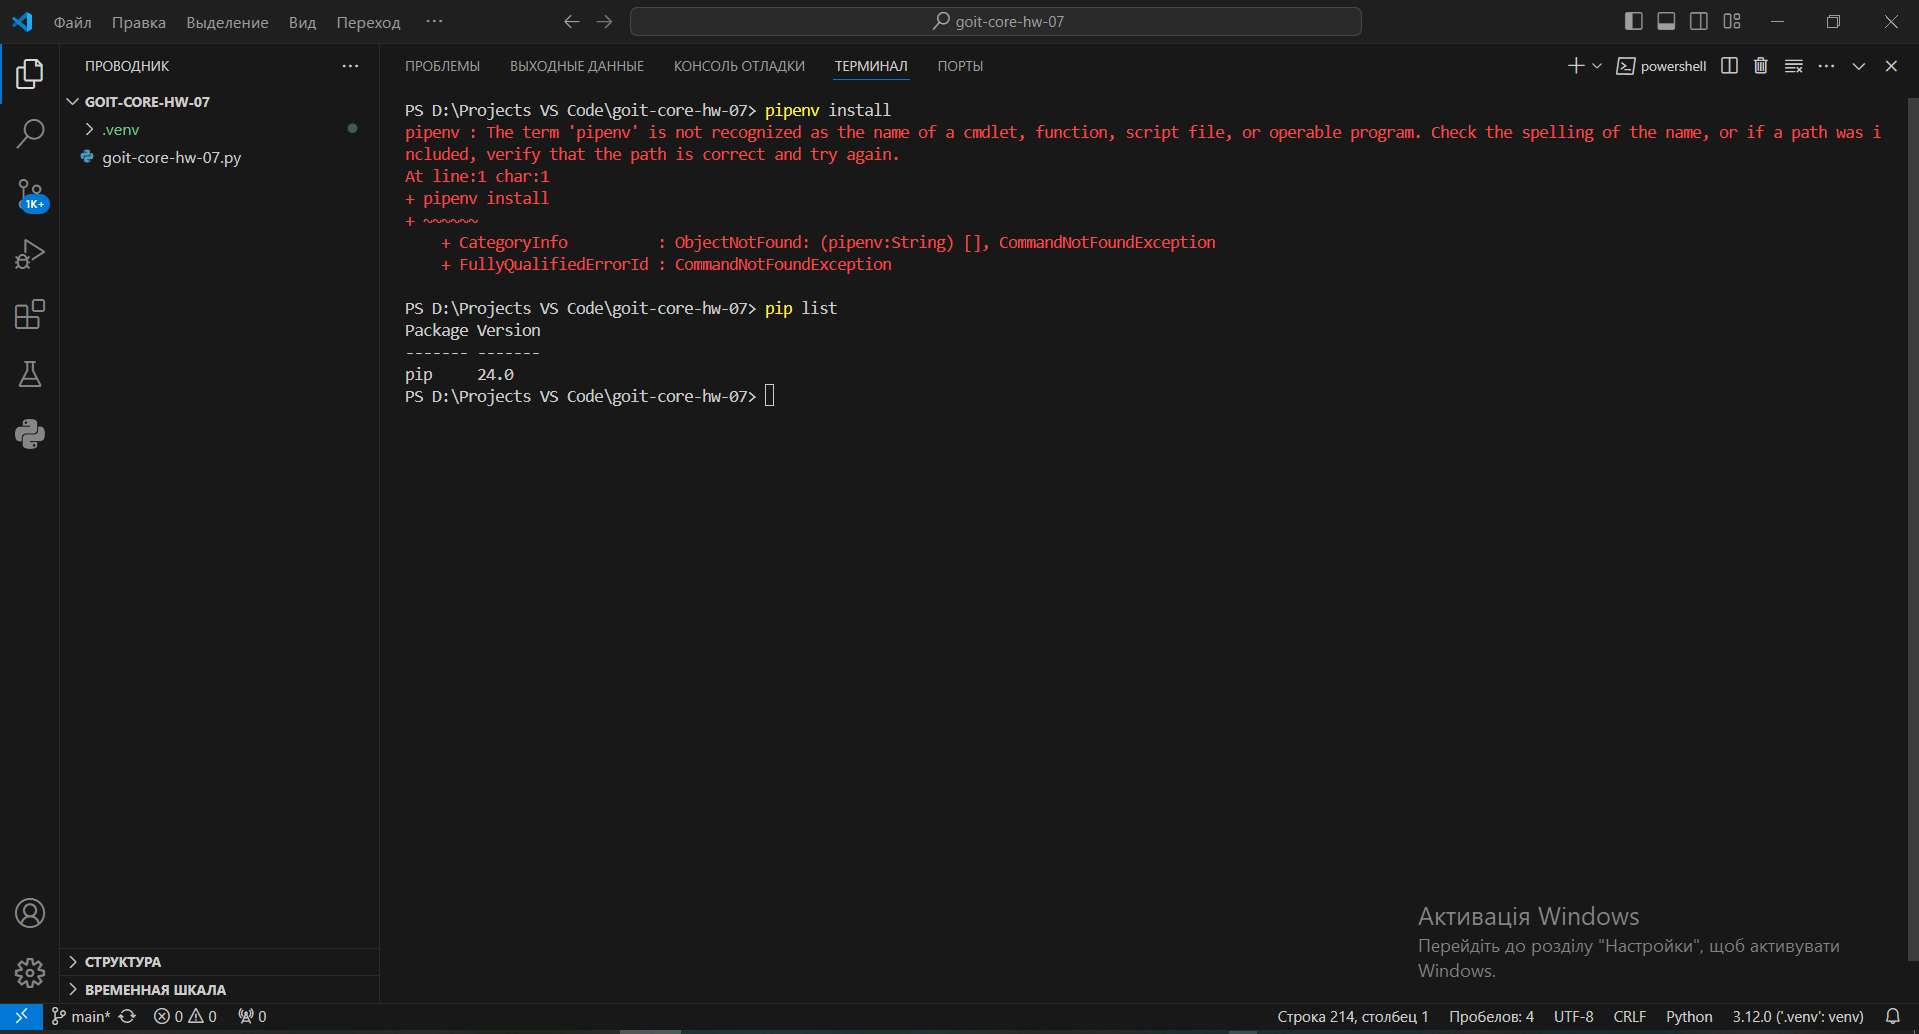 Файл Правка Выделение Вид Переход ··· goit-core-hw-07
ПРОВОДНИК ···
GOIT-CORE-HW-07
.venv
goit-core-hw-07.py
1K+
СТРУКТУРА
ВРЕМЕННАЯ ШКАЛА
ПРОБЛЕМЫ ВЫХОДНЫЕ ДАННЫЕ КОНСОЛЬ ОТЛАДКИ ТЕРМИНАЛ ПОРТЫ powershell ···
PS D:\Projects VS Code\goit-core-hw-07> pipenv install
pipenv : The term 'pipenv' is not recognized as the name of a cmdlet, function, script file, or operable program. Check the spelling of the name, or if a path was i
ncluded, verify that the path is correct and try again.
At line:1 char:1
+ pipenv install
+ ~~~~~~
    + CategoryInfo          : ObjectNotFound: (pipenv:String) [], CommandNotFoundException
    + FullyQualifiedErrorId : CommandNotFoundException
PS D:\Projects VS Code\goit-core-hw-07> pip list
Package Version
------- -------
pip     24.0
PS D:\Projects VS Code\goit-core-hw-07>
Активація Windows
Перейдіть до розділу "Настройки", щоб активувати
Windows.
main* 0 0 0 Строка 214, столбец 1 Пробелов: 4 UTF-8 CRLF Python 3.12.0 ('.venv': venv)